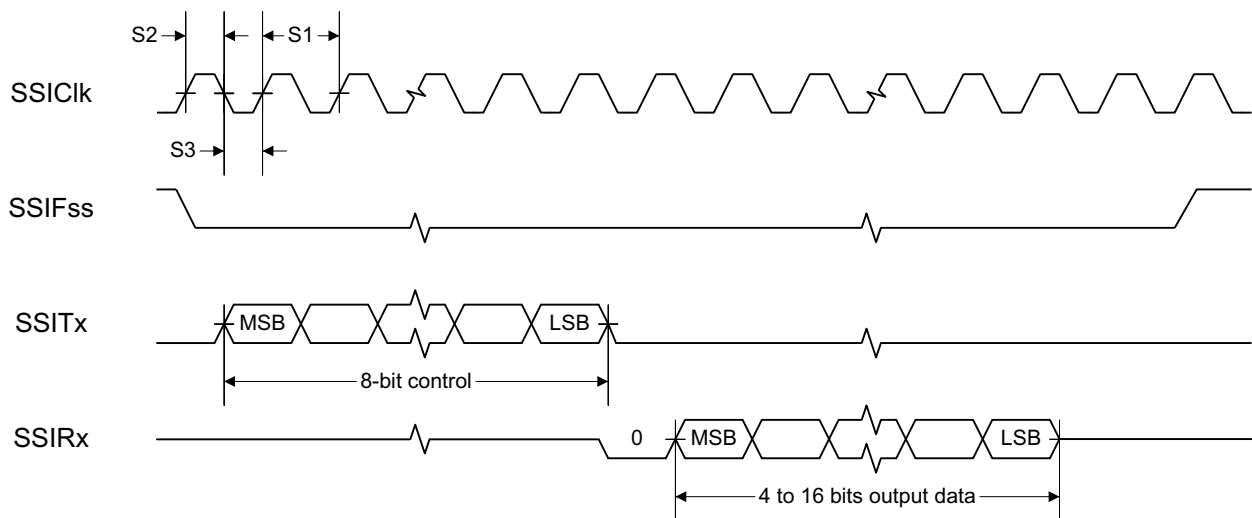 S2
S1
SSIClk
S3
SSIFss
SSITx
MSB
LSB
8-bit control
SSIRx
0
MSB
LSB
4 to 16 bits output data